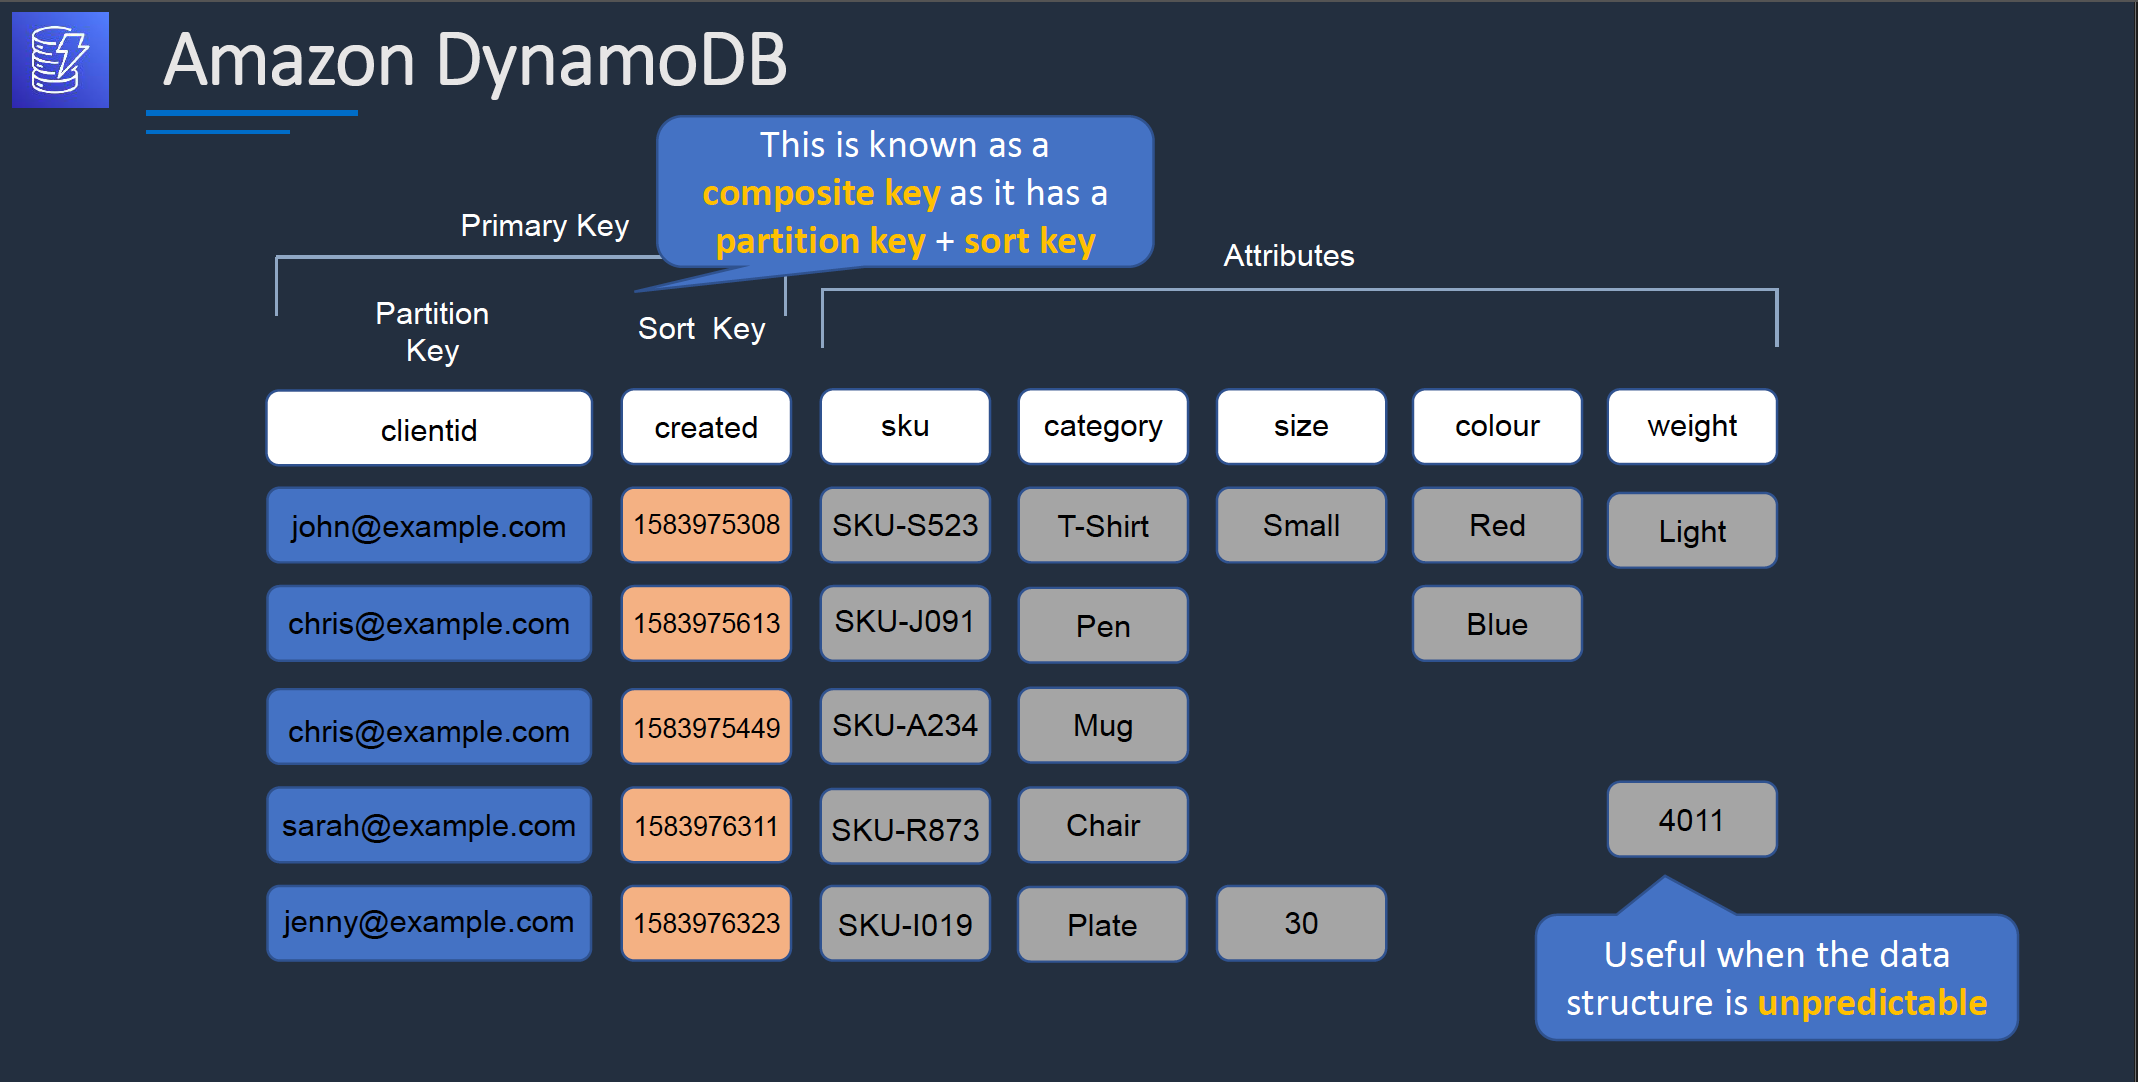 Amazon DynamoDB
This is known as a
composite key as it has a
partition key + sort key
Primary Key
Attributes
Partition
Key
Sort Key
clientid created sku category size colour weight
john@example.com 1583975308 SKU-S523 T-Shirt Small Red Light
chris@example.com 1583975613 SKU-J091 Pen Blue
chris@example.com 1583975449 SKU-A234 Mug
sarah@example.com 1583976311 SKU-R873 Chair 4011
jenny@example.com 1583976323 SKU-I019 Plate 30
Useful when the data
structure is unpredictable